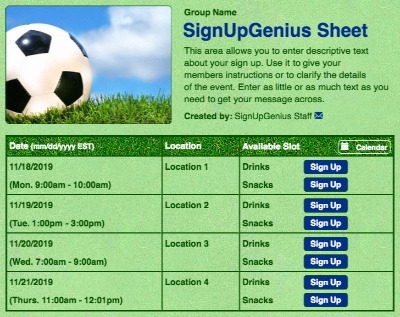 Group Name
SignUpGenius Sheet
This area allows you to enter descriptive text
about your sign up. Use it to give your
members instructions or to clarify the details
of the event. Enter as little or as much text as you
need to get your message across.
Created by: SignUpGenius Staff
Date (mm/dd/yyyy EST) Location Available Slot Calendar
11/18/2019 Location 1 Drinks Sign Up
(Mon. 9:00am - 10:00am) Snacks Sign Up
11/19/2019 Location 2 Drinks Sign Up
(Tue. 1:00pm - 3:00pm) Snacks Sign Up
11/20/2019 Location 3 Drinks Sign Up
(Wed. 7:00am - 9:00am) Snacks Sign Up
11/21/2019 Location 4 Drinks Sign Up
(Thurs. 11:00am - 12:01pm) Snacks Sign Up